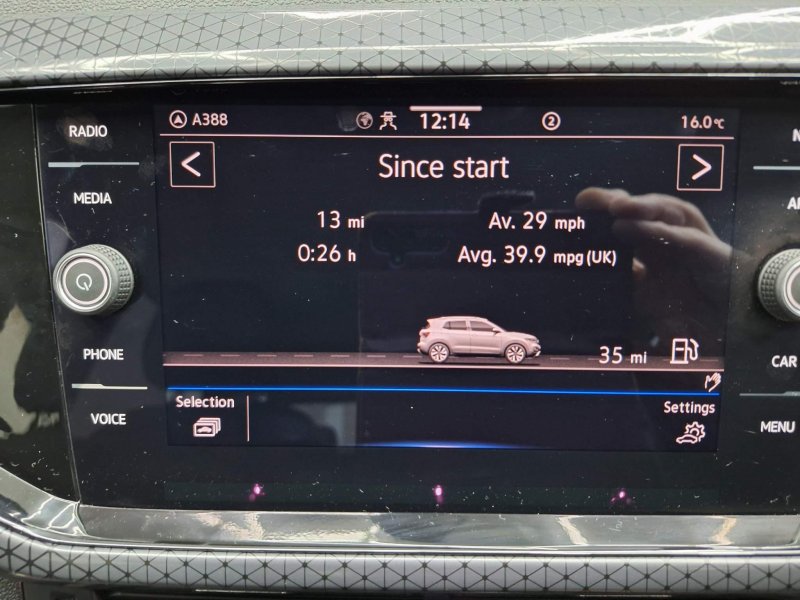 A388 12:14 2 16.0°C
RADIO
< Since start >
MEDIA
13 mi Av. 29 mph
0:26 h Avg. 39.9 mpg (UK)
PHONE
35 mi
CAR
Selection Settings
VOICE
MENU